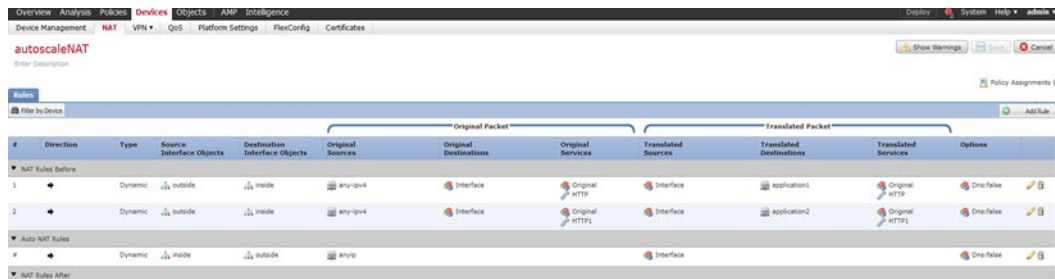 Overview Analysis Policies Devices Objects AMP Intelligence Deploy System Help ▾ admin ▾
Device Management NAT VPN ▾ QoS Platform Settings FlexConfig Certificates
autoscaleNAT Show Warnings Save Cancel
Enter Description
Policy Assignments (
Rules
Filter by Device Add Rule
Original Packet Translated Packet
# Direction Type Source Interface Objects Destination Interface Objects Original Sources Original Destinations Original Services Translated Sources Translated Destinations Translated Services Options
▼ NAT Rules Before
1 Dynamic outside inside any-ipv4 Interface Original HTTP Interface application1 Original HTTP Dns:false
2 Dynamic outside inside any-ipv4 Interface Original HTTP1 Interface application2 Original HTTP1 Dns:false
▼ Auto NAT Rules
# Dynamic inside outside anyip Interface Dns:false
▼ NAT Rules After